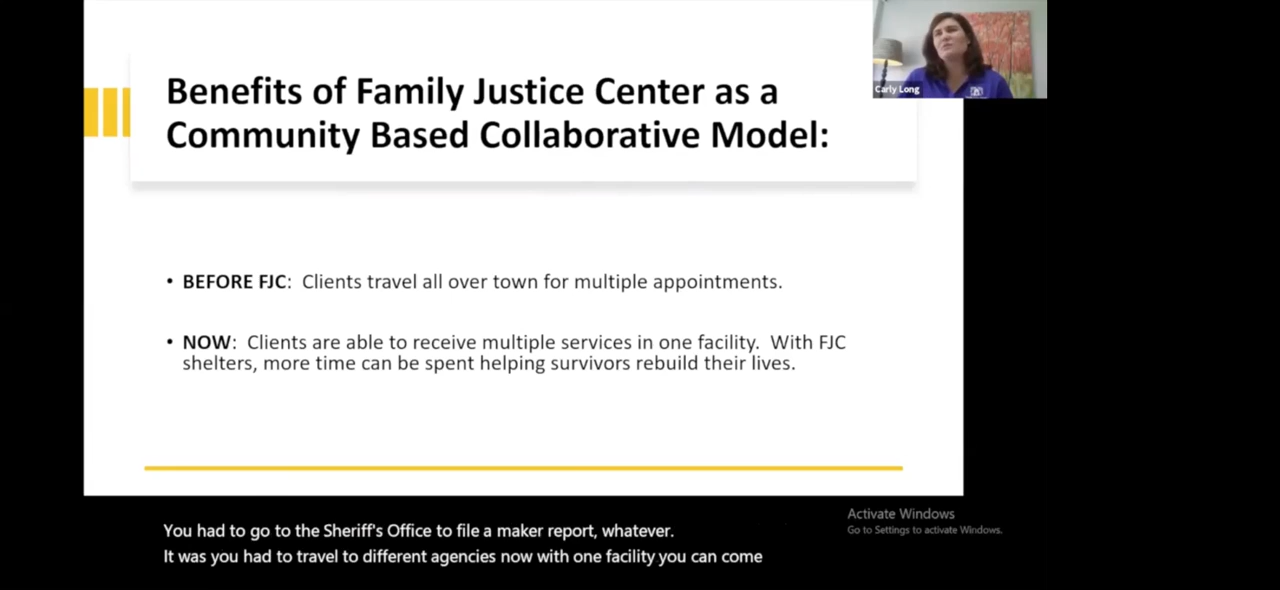 Benefits of Family Justice Center as a
Community Based Collaborative Model:
Carly Long
• BEFORE FJC: Clients travel all over town for multiple appointments.
• NOW: Clients are able to receive multiple services in one facility. With FJC
shelters, more time can be spent helping survivors rebuild their lives.
Activate Windows
Go to Settings to activate Windows.
You had to go to the Sheriff's Office to file a maker report, whatever.
It was you had to travel to different agencies now with one facility you can come